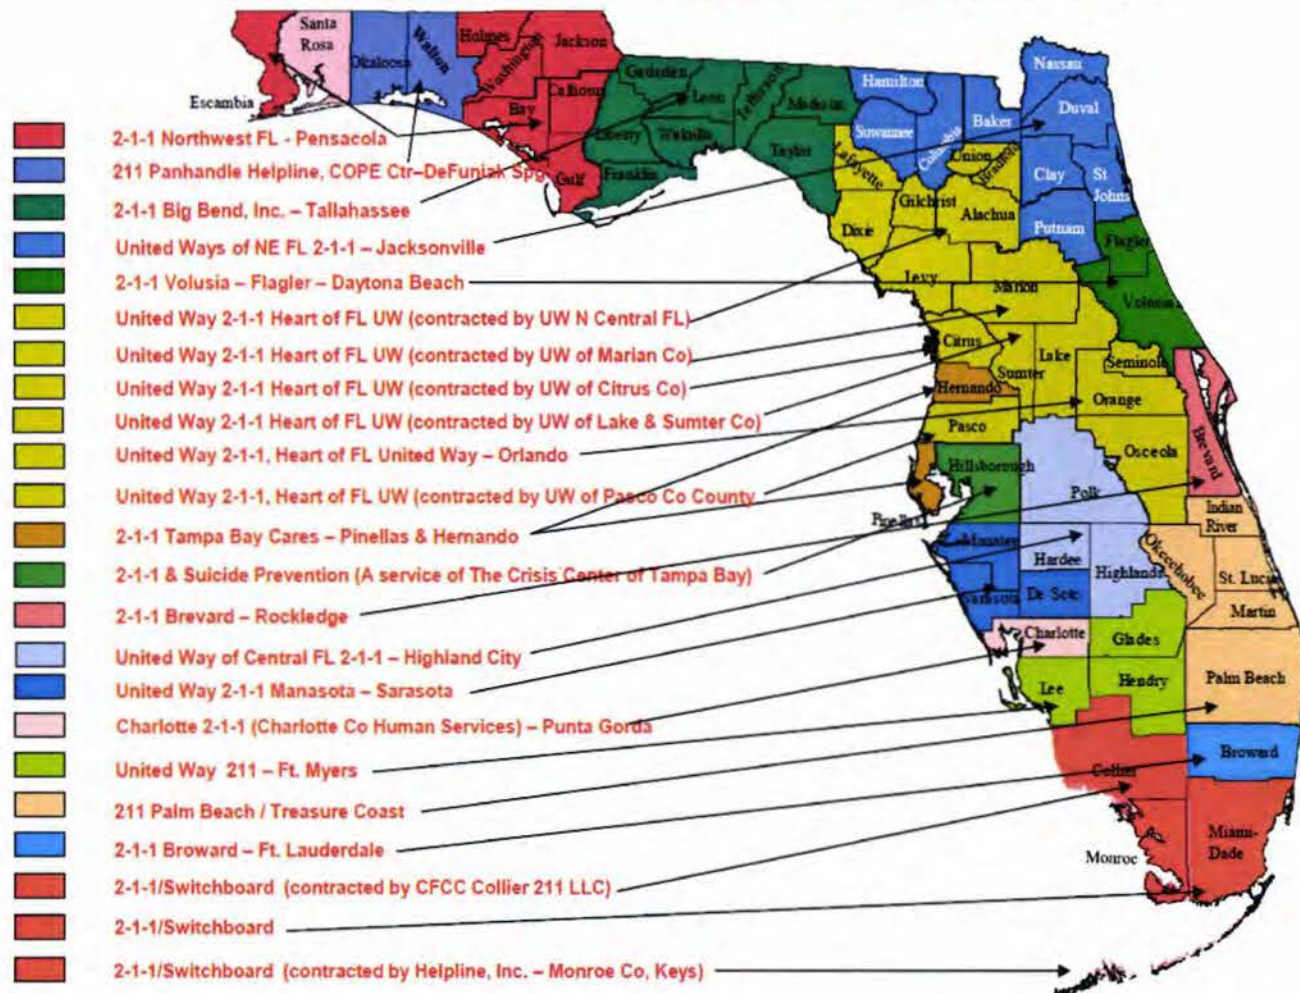 Santa
Rosa
Okaloosa
Walton
Holmes
Washington
Jackson
Bay
Calhoun
Gulf
Escambia
Gadsden
Leon
Jefferson
Madison
Liberty
Wakulla
Franklin
Taylor
Hamilton
Suwannee
Columbia
Baker
Nassau
Duval
Clay
St
Johns
Putnam
Union
Bradford
Lafayette
Gilchrist
Alachua
Dixie
Levy
Marion
Flagler
Volusia
Citrus
Sumter
Lake
Seminole
Orange
Hernando
Pasco
Osceola
Brevard
Hillsborough
Pinellas
Polk
Indian
River
Manatee
Hardee
Highlands
Okeechobee
St. Lucie
Sarasota
De Soto
Martin
Charlotte
Glades
Lee
Hendry
Palm Beach
Collier
Broward
Monroe
Miami-
Dade
2-1-1 Northwest FL - Pensacola
211 Panhandle Helpline, COPE Ctr–DeFuniak Spg
2-1-1 Big Bend, Inc. – Tallahassee
United Ways of NE FL 2-1-1 – Jacksonville
2-1-1 Volusia – Flagler – Daytona Beach
United Way 2-1-1 Heart of FL UW (contracted by UW N Central FL)
United Way 2-1-1 Heart of FL UW (contracted by UW of Marian Co)
United Way 2-1-1 Heart of FL UW (contracted by UW of Citrus Co)
United Way 2-1-1 Heart of FL UW (contracted by UW of Lake & Sumter Co)
United Way 2-1-1, Heart of FL United Way – Orlando
United Way 2-1-1, Heart of FL UW (contracted by UW of Pasco Co County
2-1-1 Tampa Bay Cares – Pinellas & Hernando
2-1-1 & Suicide Prevention (A service of The Crisis Center of Tampa Bay)
2-1-1 Brevard – Rockledge
United Way of Central FL 2-1-1 – Highland City
United Way 2-1-1 Manasota – Sarasota
Charlotte 2-1-1 (Charlotte Co Human Services) – Punta Gorda
United Way 211 – Ft. Myers
211 Palm Beach / Treasure Coast
2-1-1 Broward – Ft. Lauderdale
2-1-1/Switchboard (contracted by CFCC Collier 211 LLC)
2-1-1/Switchboard
2-1-1/Switchboard (contracted by Helpline, Inc. – Monroe Co, Keys)